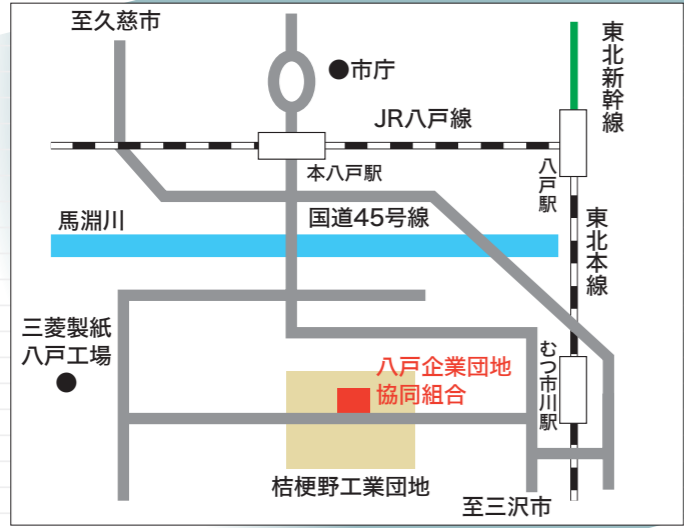 至久慈市
市庁
東北新幹線
JR八戸線
本八戸駅
八戸駅
馬淵川
国道45号線
東北本線
三菱製紙
八戸工場
むつ市川駅
八戸企業団地
協同組合
桔梗野工業団地
至三沢市